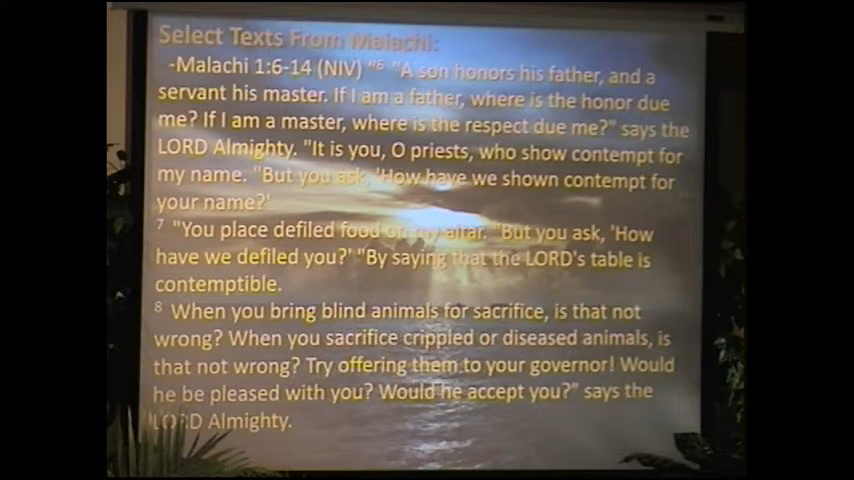 Select Texts From Malachi:
-Malachi 1:6-14 (NIV) "⁶ "A son honors his father, and a
servant his master. If I am a father, where is the honor due
me? If I am a master, where is the respect due me?" says the
LORD Almighty. "It is you, O priests, who show contempt for
my name. "But you ask, 'How have we shown contempt for
your name?'
⁷ "You place defiled food on my altar. "But you ask, 'How
have we defiled you?' "By saying that the LORD's table is
contemptible.
⁸ When you bring blind animals for sacrifice, is that not
wrong? When you sacrifice crippled or diseased animals, is
that not wrong? Try offering them to your governor! Would
he be pleased with you? Would he accept you?" says the
LORD Almighty.